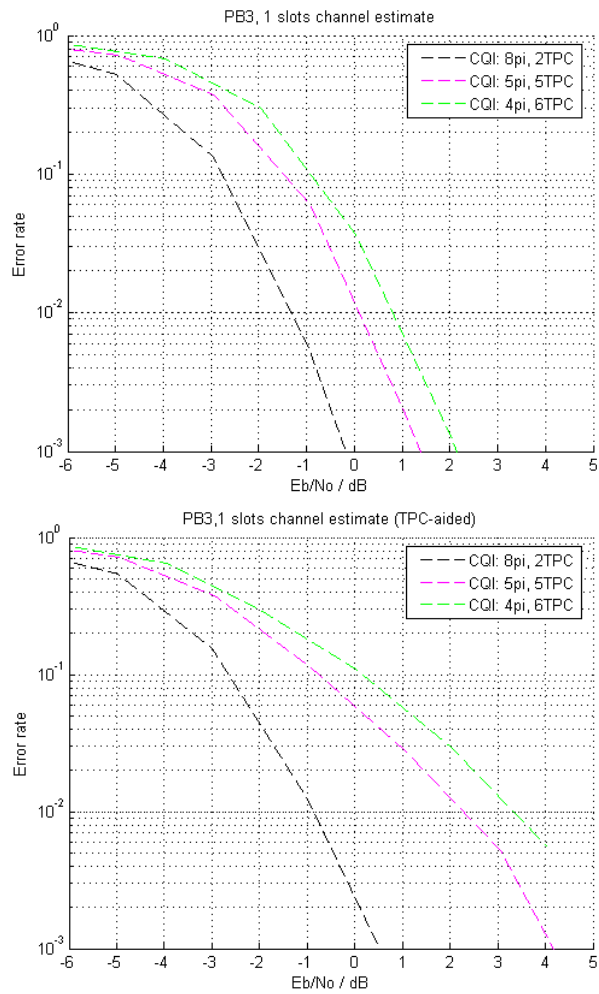 PB3, 1 slots channel estimate
CQI: 8pi, 2TPC
CQI: 5pi, 5TPC
CQI: 4pi, 6TPC
Error rate
10^0
10^-1
10^-2
10^-3
-6 -5 -4 -3 -2 -1 0 1 2 3 4 5
Eb/No / dB
PB3,1 slots channel estimate (TPC-aided)
CQI: 8pi, 2TPC
CQI: 5pi, 5TPC
CQI: 4pi, 6TPC
Error rate
10^0
10^-1
10^-2
10^-3
-6 -5 -4 -3 -2 -1 0 1 2 3 4 5
Eb/No / dB